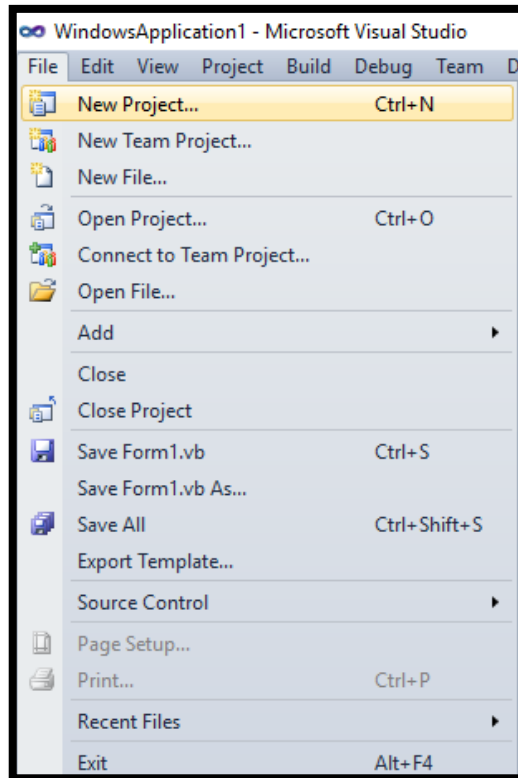 WindowsApplication1 - Microsoft Visual Studio
File Edit View Project Build Debug Team D
New Project... Ctrl+N
New Team Project...
New File...
Open Project... Ctrl+O
Connect to Team Project...
Open File...
Add
Close
Close Project
Save Form1.vb Ctrl+S
Save Form1.vb As...
Save All Ctrl+Shift+S
Export Template...
Source Control
Page Setup...
Print... Ctrl+P
Recent Files
Exit Alt+F4